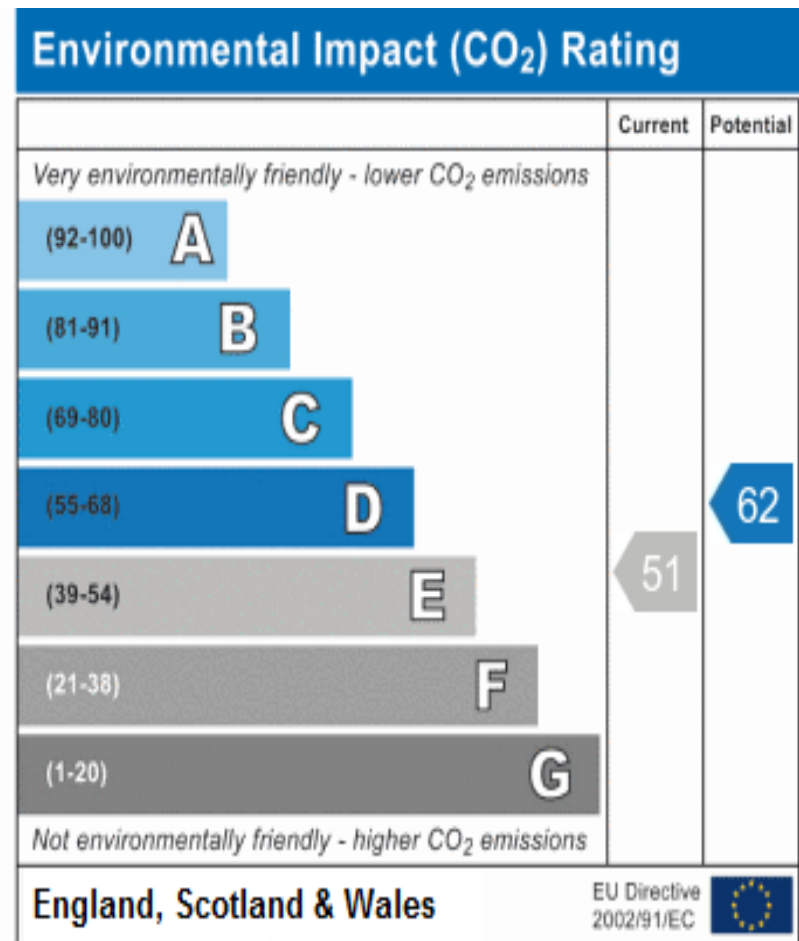 Environmental Impact (CO₂) Rating
Current Potential
Very environmentally friendly - lower CO₂ emissions
(92-100) A
(81-91) B
(69-80) C
(55-68) D
62
(39-54) E
51
(21-38) F
(1-20) G
Not environmentally friendly - higher CO₂ emissions
England, Scotland & Wales
EU Directive
2002/91/EC